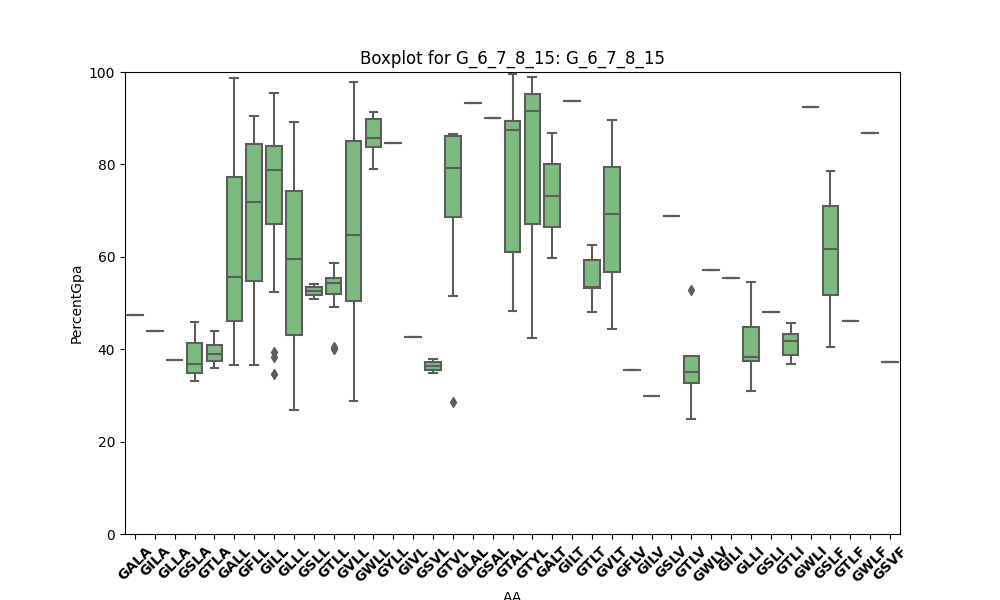 Boxplot for G_6_7_8_15: G_6_7_8_15
100
80
60
40
20
0
PercentGpa
GALA GILA GLLA GSLA GTLA GALL GFLL GILL GLLL GSLL GTLL GVLL GWLL GYLL GIVL GSVL GTVL GLAL GSAL GTAL GTYL GALT GILT GTLT GVLT GFLV GILV GSLV GTLV GWLV GILI GLLI GSLI GTLI GWLI GSLF GTLF GWLF GSVF
AA